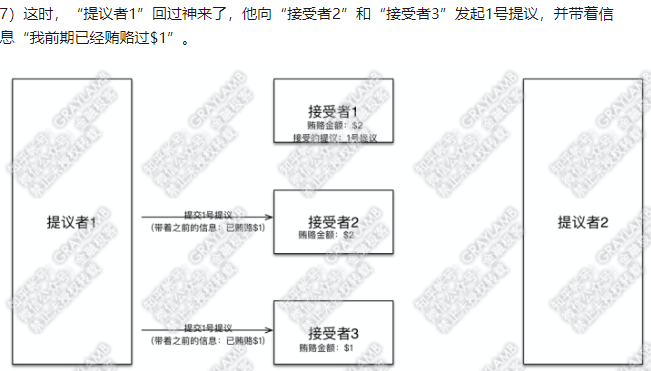 7）这时，“提议者1”回过神来了，他向“接受者2”和“接受者3”发起1号提议，并带着信
息“我前期已经贿赂过$1”。
接受者1
贿赂金额：$2
接受的提议：1号提议
提议者1
提交1号提议
(带着之前的信息：已贿赂$1)
接受者2
贿赂金额：$2
提议者2
提交1号提议
(带着之前的信息：已贿赂$1)
接受者3
贿赂金额：$1